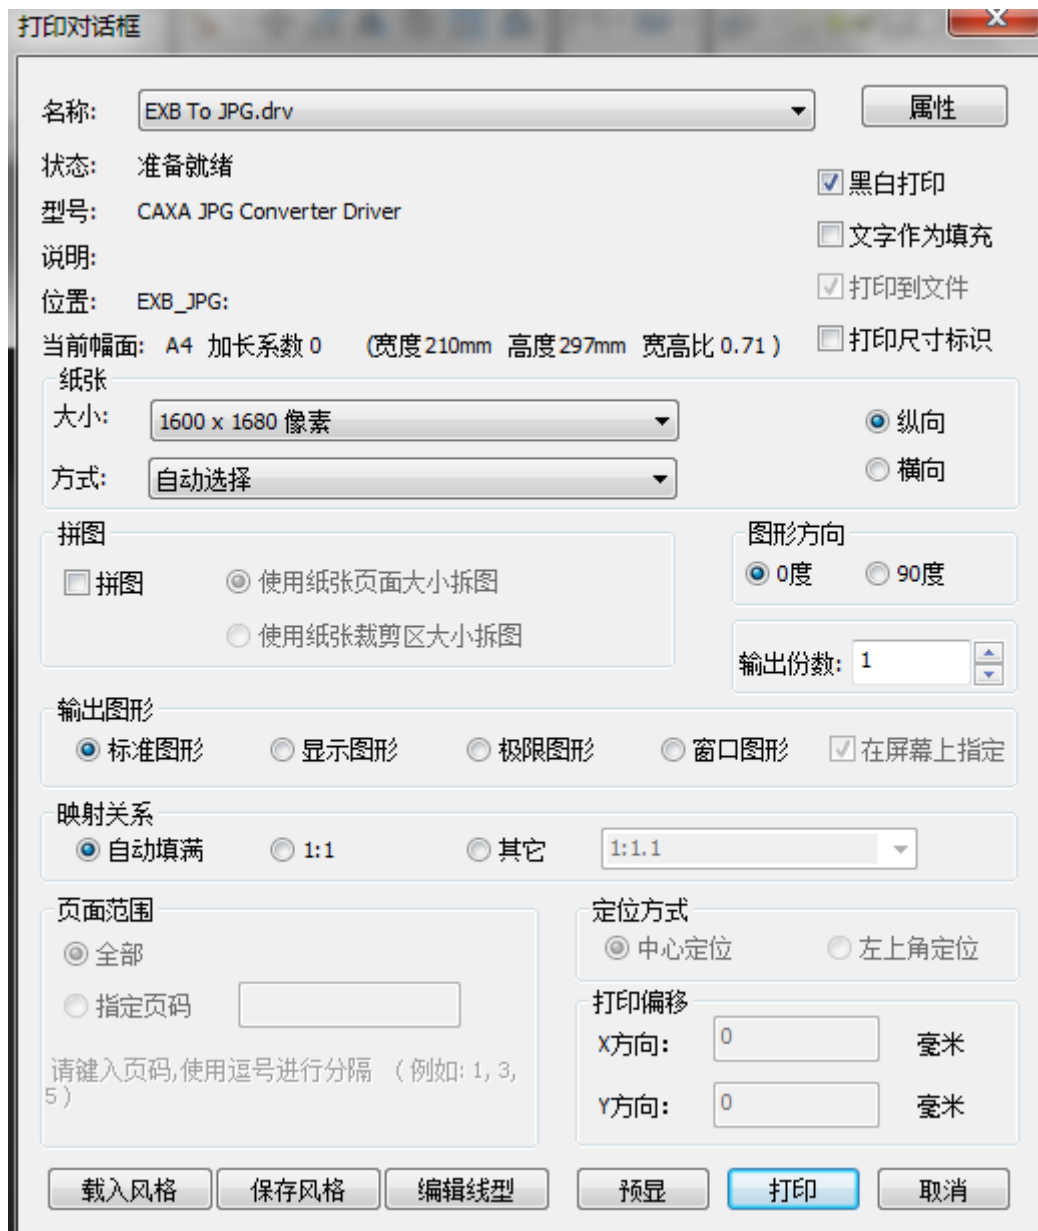 打印对话框
名称: EXB To JPG.drv 属性
状态: 准备就绪
黑白打印
型号: CAXA JPG Converter Driver
文字作为填充
说明:
打印到文件
位置: EXB_JPG:
当前幅面: A4 加长系数 0 (宽度210mm 高度297mm 宽高比 0.71 ) 打印尺寸标识
纸张
大小: 1600 x 1680 像素 纵向
方式: 自动选择 横向
拼图 图形方向
拼图 使用纸张页面大小拆图 0度 90度
使用纸张裁剪区大小拆图
输出份数: 1
输出图形
标准图形 显示图形 极限图形 窗口图形 在屏幕上指定
映射关系
自动填满 1:1 其它 1:1.1
页面范围 定位方式
全部 中心定位 左上角定位
指定页码 打印偏移
X方向: 0 毫米
请键入页码,使用逗号进行分隔 (例如: 1, 3,
5)
Y方向: 0 毫米
载入风格 保存风格 编辑线型 预显 打印 取消